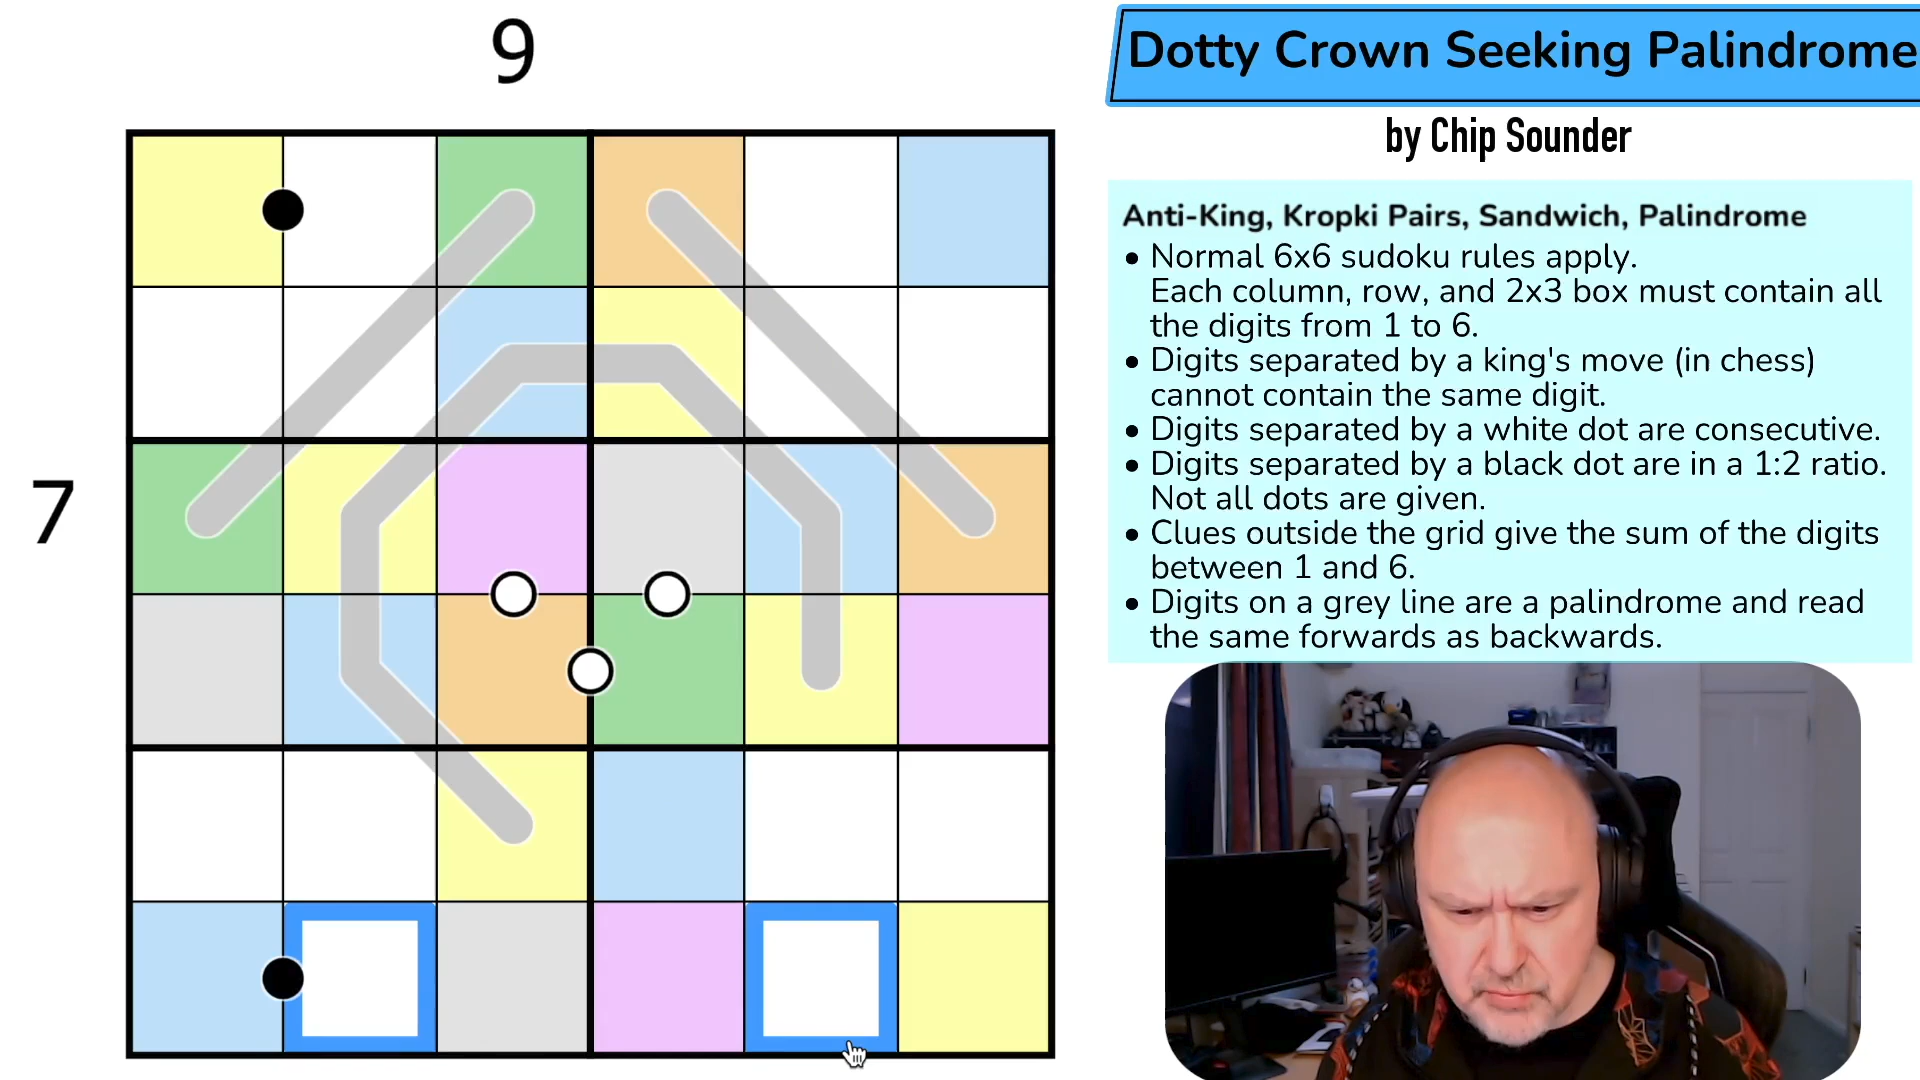 9
Dotty Crown Seeking Palindrome
by Chip Sounder
7
Anti-King, Kropki Pairs, Sandwich, Palindrome
• Normal 6x6 sudoku rules apply.
Each column, row, and 2x3 box must contain all
the digits from 1 to 6.
• Digits separated by a king's move (in chess)
cannot contain the same digit.
• Digits separated by a white dot are consecutive.
• Digits separated by a black dot are in a 1:2 ratio.
Not all dots are given.
• Clues outside the grid give the sum of the digits
between 1 and 6.
• Digits on a grey line are a palindrome and read
the same forwards as backwards.